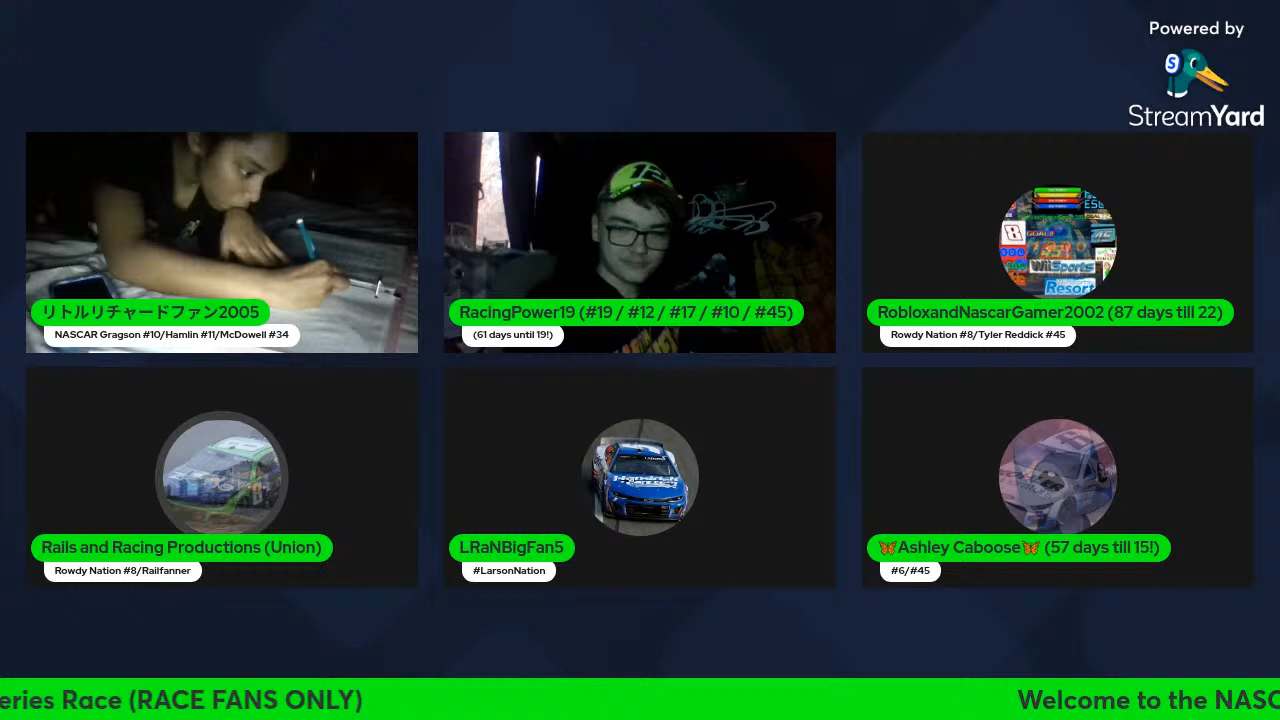 Powered by
S
StreamYard
リトルリチャードファン2005
NASCAR Gragson #10/Hamlin #11/McDowell #34
RacingPower19 (#19 / #12 / #17 / #10 / #45)
(61 days until 19!)
WilSports
Resort
RobloxandNascarGamer2002 (87 days till 22)
Rowdy Nation #8/Tyler Reddick #45
Rails and Racing Productions (Union)
Rowdy Nation #8/Railfanner
LRaNBigFan5
#LarsonNation
🦋Ashley Caboose🦋 (57 days till 15!)
#6/#45
eries Race (RACE FANS ONLY)
Welcome to the NASC